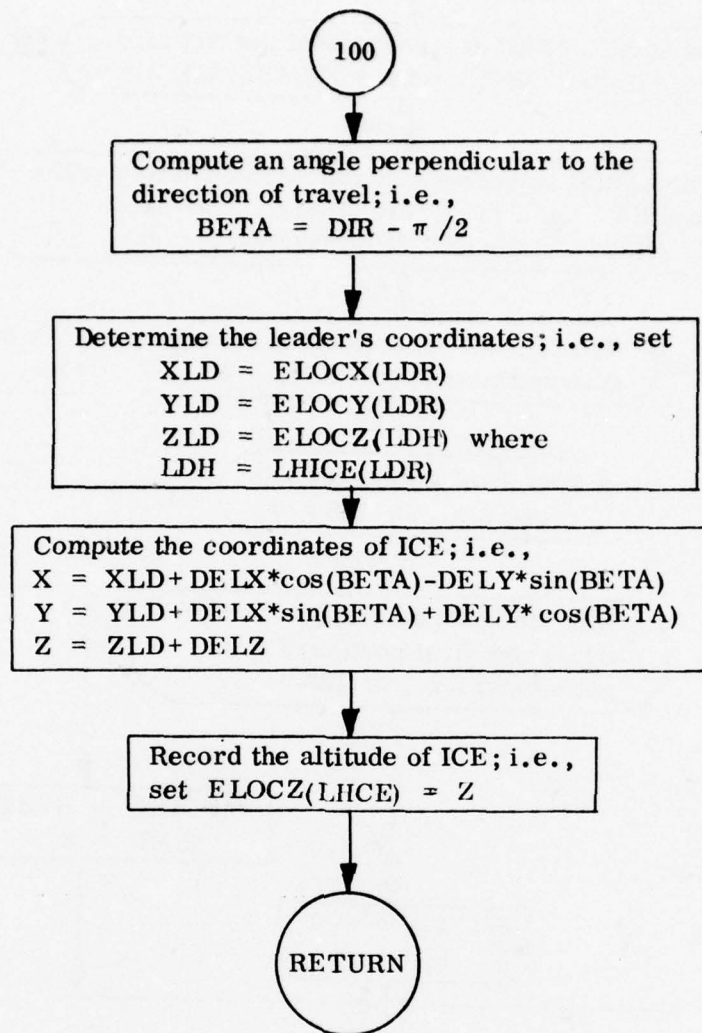 100
Compute an angle perpendicular to the
direction of travel; i.e.,
BETA = DIR - π /2
Determine the leader's coordinates; i.e., set
XLD = ELOCX(LDR)
YLD = ELOCY(LDR)
ZLD = ELOCZ(LDH) where
LDH = LHICE(LDR)
Compute the coordinates of ICE; i.e.,
X = XLD+DELX*cos(BETA)-DELY*sin(BETA)
Y = YLD+DELX*sin(BETA)+DELY* cos(BETA)
Z = ZLD+DELZ
Record the altitude of ICE; i.e.,
set ELOCZ(LHCE) = Z
RETURN